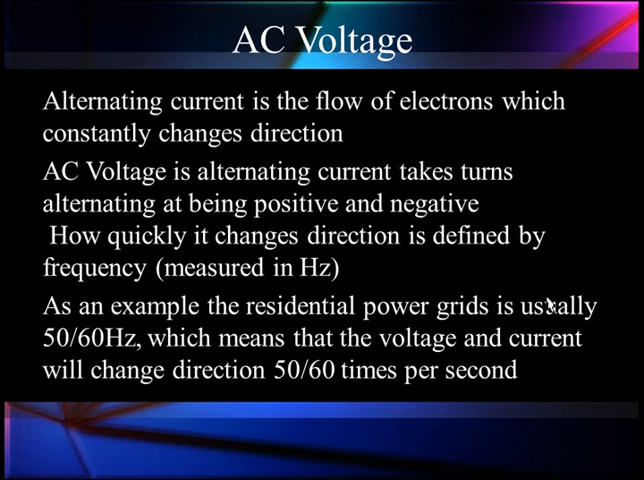 AC Voltage
Alternating current is the flow of electrons which
constantly changes direction
AC Voltage is alternating current takes turns
alternating at being positive and negative
How quickly it changes direction is defined by
frequency (measured in Hz)
As an example the residential power grids is usually
50/60Hz, which means that the voltage and current
will change direction 50/60 times per second